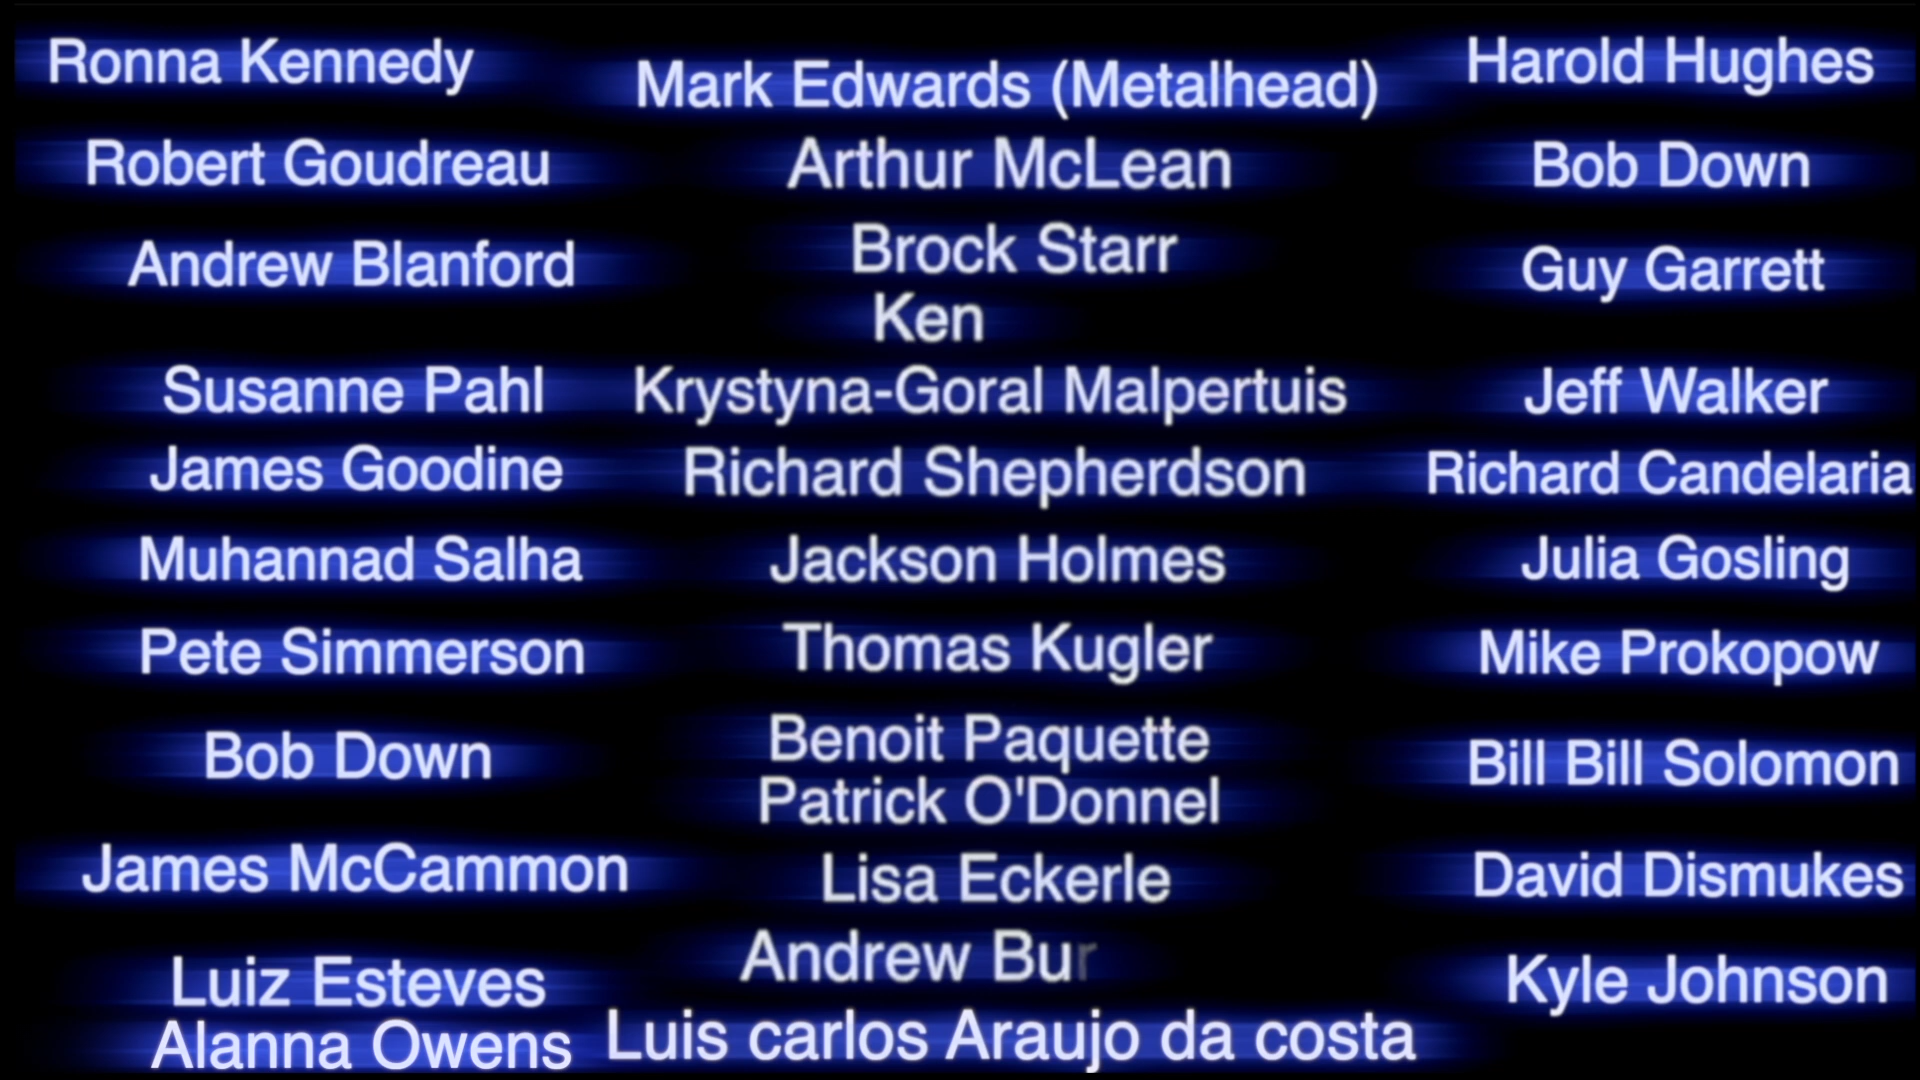 Ronna Kennedy
Robert Goudreau
Andrew Blanford
Susanne Pahl
James Goodine
Muhannad Salha
Pete Simmerson
Bob Down
James McCammon
Luiz Esteves
Alanna Owens
Mark Edwards (Metalhead)
Arthur McLean
Brock Starr
Ken
Krystyna-Goral Malpertuis
Richard Shepherdson
Jackson Holmes
Thomas Kugler
Benoit Paquette
Patrick O'Donnel
Lisa Eckerle
Andrew Bur
Luis carlos Araujo da costa
Harold Hughes
Bob Down
Guy Garrett
Jeff Walker
Richard Candelaria
Julia Gosling
Mike Prokopow
Bill Bill Solomon
David Dismukes
Kyle Johnson